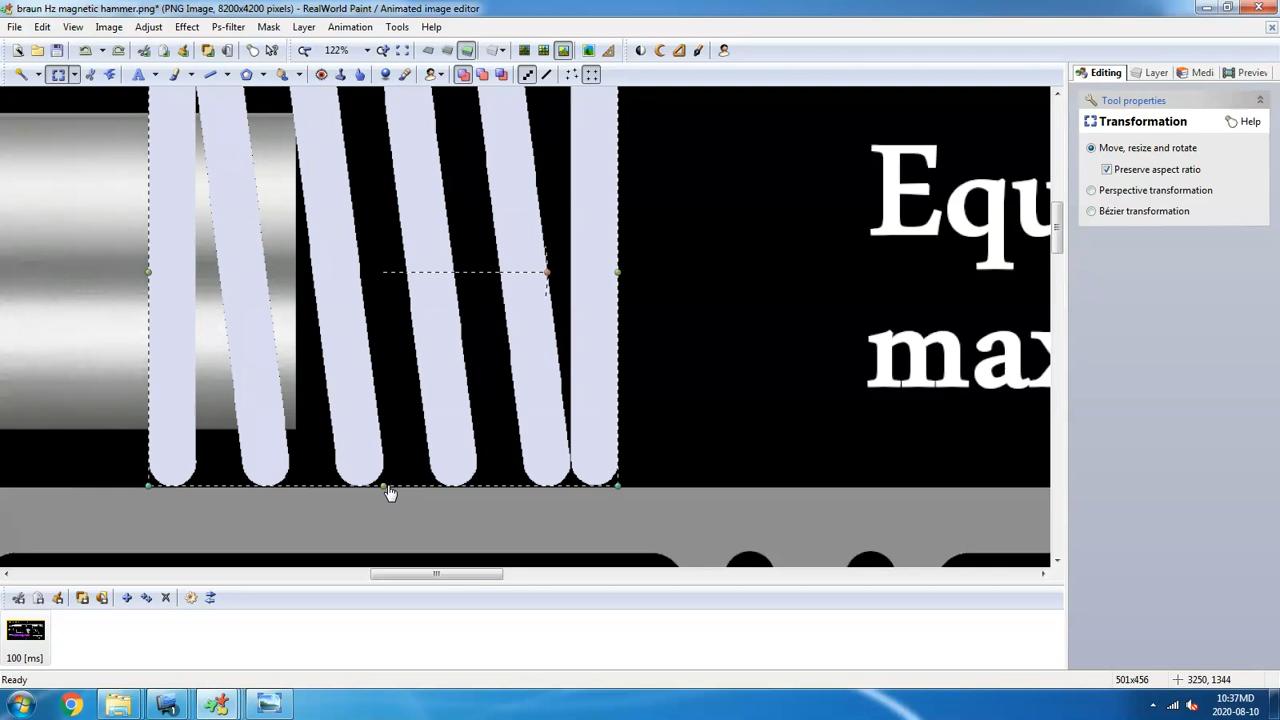 braun Hz magnetic hammer.png* (PNG Image, 8200x4200 pixels) - RealWorld Paint / Animated image editor
File Edit View Image Adjust Effect Ps-filter Mask Layer Animation Tools Help
122%
Editing Layer Medi Previe
Tool properties
Transformation Help
Move, resize and rotate
Preserve aspect ratio
Perspective transformation
Bézier transformation
Equ
max
100 [ms]
Ready 501x456 3250, 1344
10:37MD
2020-08-10